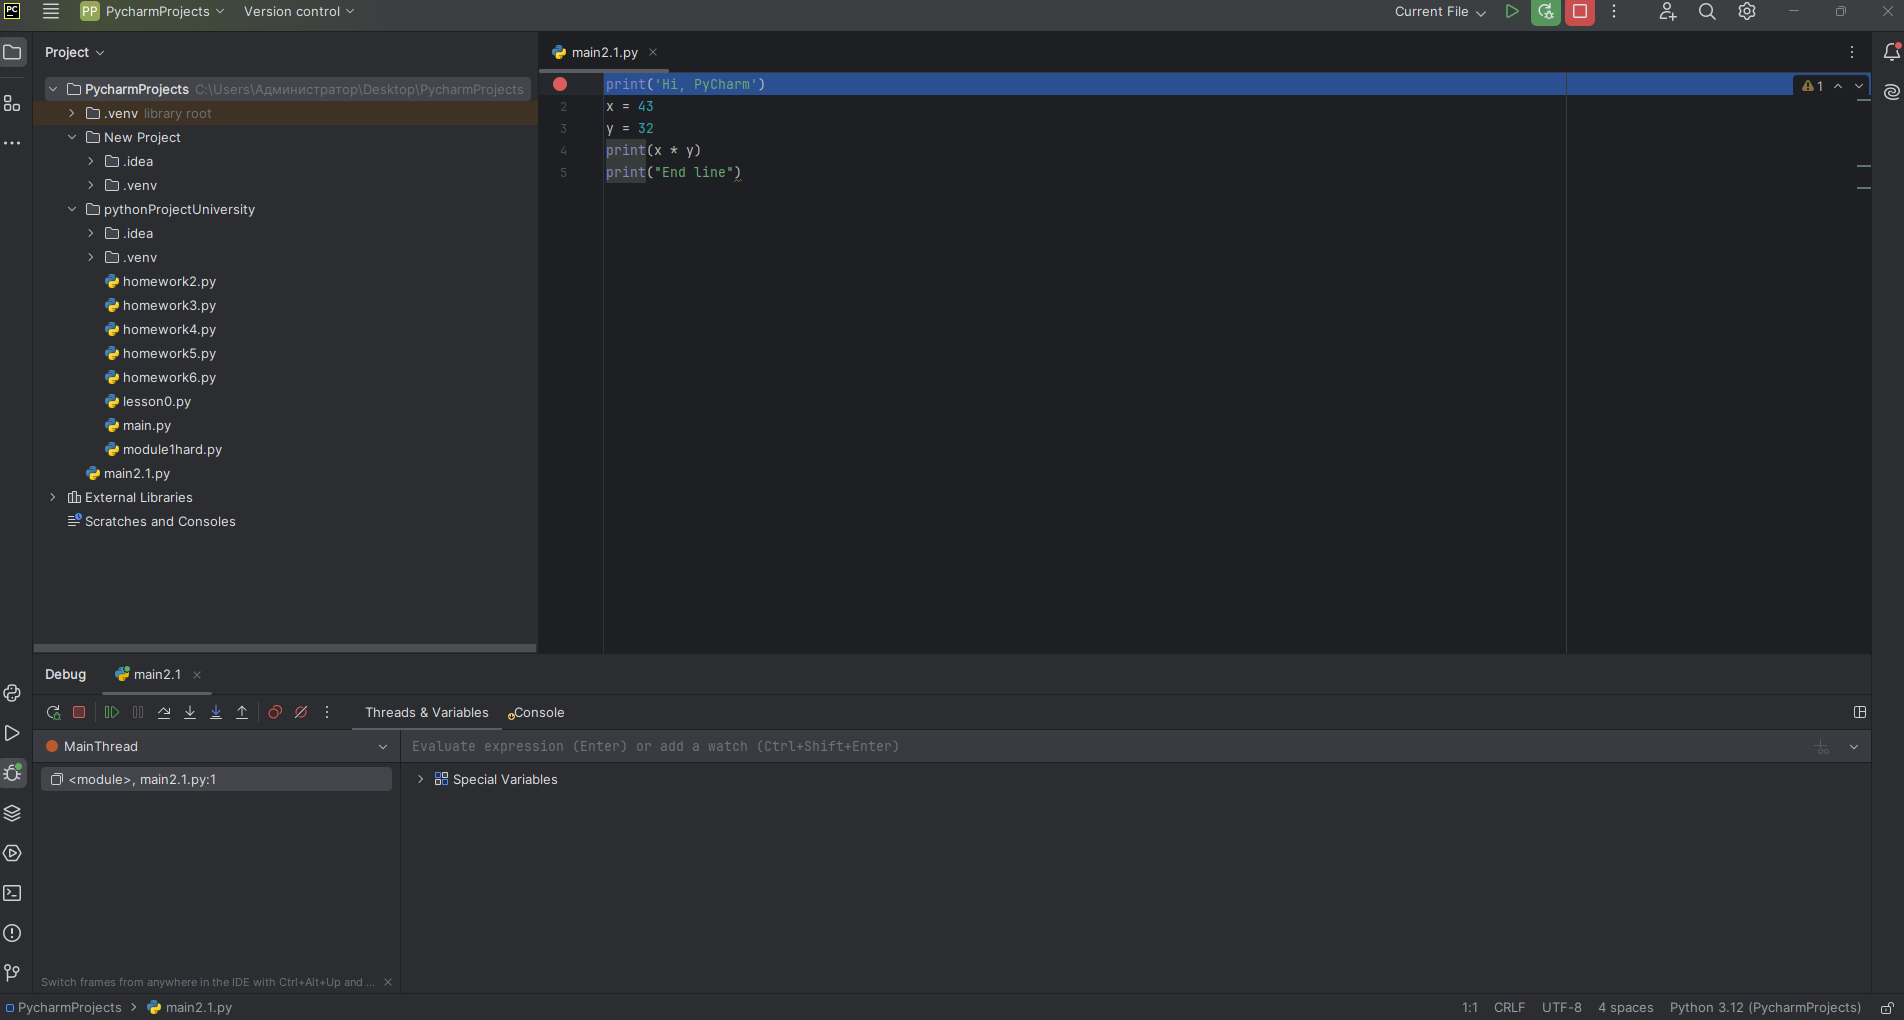 PC PP PycharmProjects Version control Current File
Project
PycharmProjects C:\Users\Администратор\Desktop\PycharmProjects
.venv library root
New Project
.idea
.venv
pythonProjectUniversity
.idea
.venv
homework2.py
homework3.py
homework4.py
homework5.py
homework6.py
lesson0.py
main.py
module1hard.py
main2.1.py
External Libraries
Scratches and Consoles
main2.1.py
print('Hi, PyCharm')
1
2 x = 43
3 y = 32
4 print(x * y)
5 print("End line")
Debug main2.1
Threads & Variables Console
MainThread
Evaluate expression (Enter) or add a watch (Ctrl+Shift+Enter)
<module>, main2.1.py:1
Special Variables
Switch frames from anywhere in the IDE with Ctrl+Alt+Up and ...
PycharmProjects main2.1.py 1:1 CRLF UTF-8 4 spaces Python 3.12 (PycharmProjects)